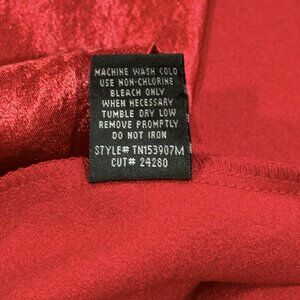 MACHINE WASH COLD
USE NON-CHLORINE
BLEACH ONLY
WHEN NECESSARY
TUMBLE DRY LOW
REMOVE PROMPTLY
DO NOT IRON
STYLE# TN153907M
CUT# 24280